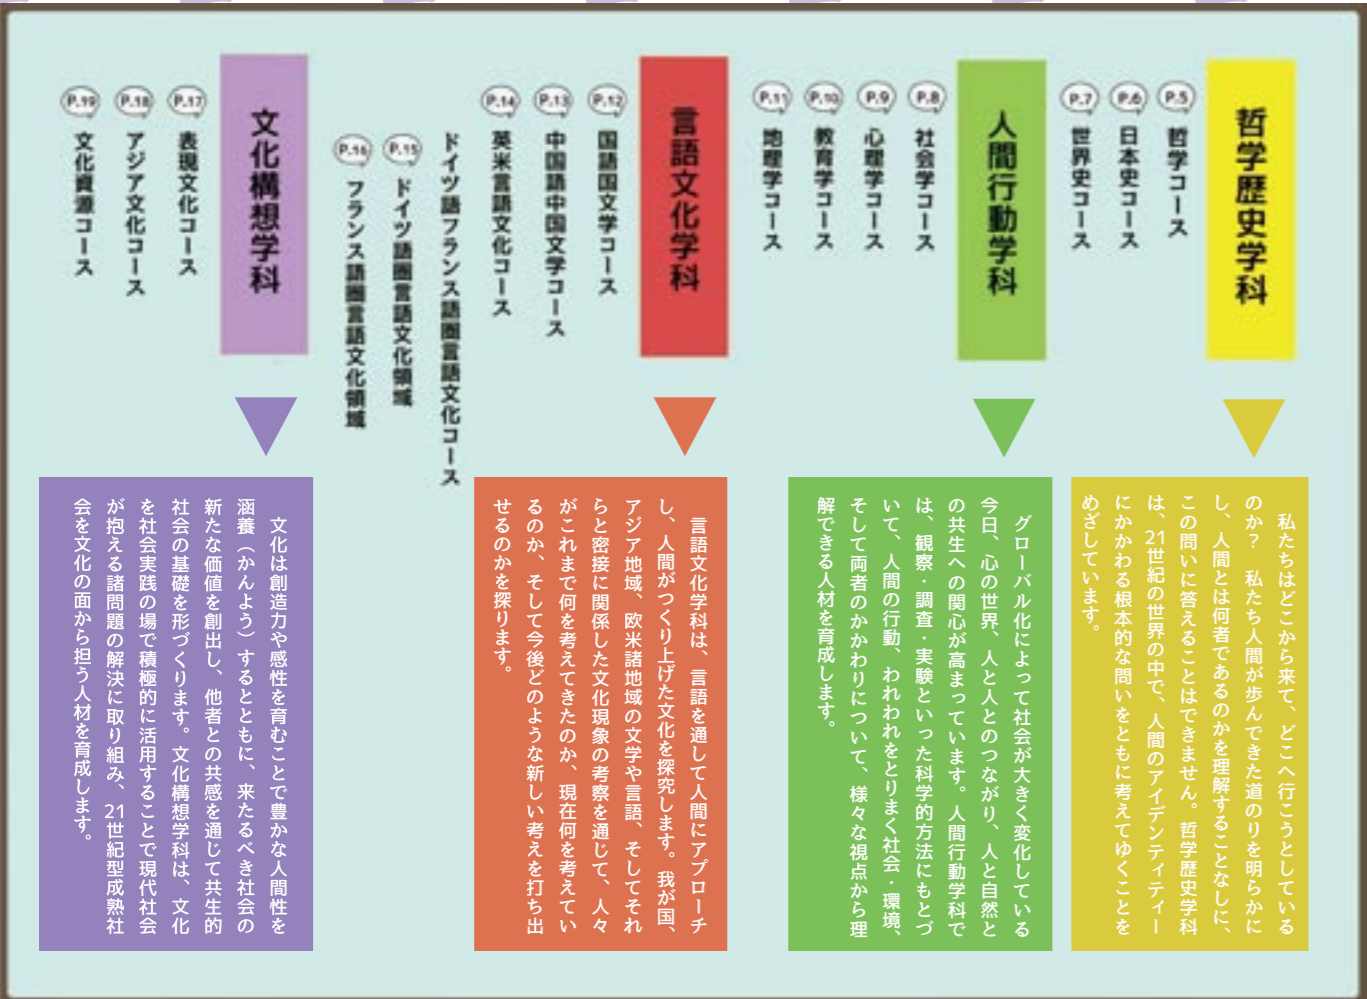 哲学歴史学科
P.5
哲学コース
P.6
日本史コース
P.7
世界史コース
私たちはどこから来て、どこへ行こうとしている
のか？　私たち人間が歩んできた道のりを明らかに
し、人間とは何者であるのかを理解することなしに、
この問いに答えることはできません。哲学歴史学科
は、21世紀の世界の中で、人間のアイデンティティー
にかかわる根本的な問いをともに考えてゆくことを
めざしています。
人間行動学科
P.8
社会学コース
P.9
心理学コース
P.10
教育学コース
P.11
地理学コース
グローバル化によって社会が大きく変化している
今日、心の世界、人と人とのつながり、人と自然と
の共生への関心が高まっています。人間行動学科で
は、観察・調査・実験といった科学的方法にもとづ
いて、人間の行動、われわれをとりまく社会・環境、
そして両者のかかわりについて、様々な視点から理
解できる人材を育成します。
言語文化学科
P.12
国語国文学コース
P.13
中国語中国文学コース
P.14
英米言語文化コース
ドイツ語フランス語圏言語文化コース
P.15
ドイツ語圏言語文化領域
P.16
フランス語圏言語文化領域
言語文化学科は、言語を通して人間にアプローチ
し、人間がつくり上げた文化を探究します。我が国、
アジア地域、欧米諸地域の文学や言語、そしてそれ
らと密接に関係した文化現象の考察を通じて、人々
がこれまで何を考えてきたのか、現在何を考えてい
るのか、そして今後どのような新しい考えを打ち出
せるのかを探ります。
文化構想学科
P.17
表現文化コース
P.18
アジア文化コース
P.19
文化資源コース
文化は創造力や感性を育むことで豊かな人間性を
涵養（かんよう）するとともに、来たるべき社会の
新たな価値を創出し、他者との共感を通じて共生的
社会の基礎を形づくります。文化構想学科は、文化
を社会実践の場で積極的に活用することで現代社会
が抱える諸問題の解決に取り組み、21世紀型成熟社
会を文化の面から担う人材を育成します。